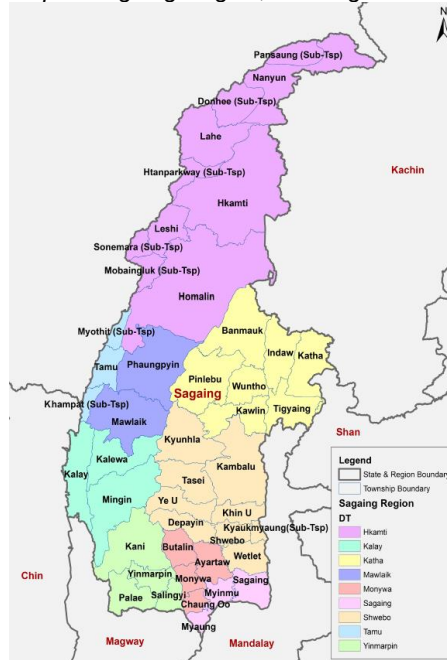 N
Pansaung (Sub-Tsp)
Nanyun
Donhee (Sub-Tsp)
Lahe
Kachin
Htanparkway (Sub-Tsp)
Hkamti
Leshi
Sonemara (Sub-Tsp)
Mobaingluk (Sub-Tsp)
Homalin
Myothit (Sub-Tsp)
Banmauk
Tamu
Phaungpyin
Indaw
Katha
Pinlebu
Wuntho
Sagaing
Khampat (Sub-Tsp)
Mawlaik
Kawlin
Tigyaing
Kyunhla
Shan
Kalewa
Kambalu
Kalay
Tasei
Mingin
Ye U
Khin U
Depayin
Kyaukmyaung(Sub-Tsp)
Shwebo
Kani
Butalin
Wetlet
Ayartaw
Chin
Yinmarpin
Monywa
Sagaing
Palae
Salingyi
Myinmu
Chaung Oo
Myaung
Magway
Mandalay
Legend
State & Region Boundary
Township Boundary
Sagaing Region
DT
Hkamti
Kalay
Katha
Mawlaik
Monywa
Sagaing
Shwebo
Tamu
Yinmarpin